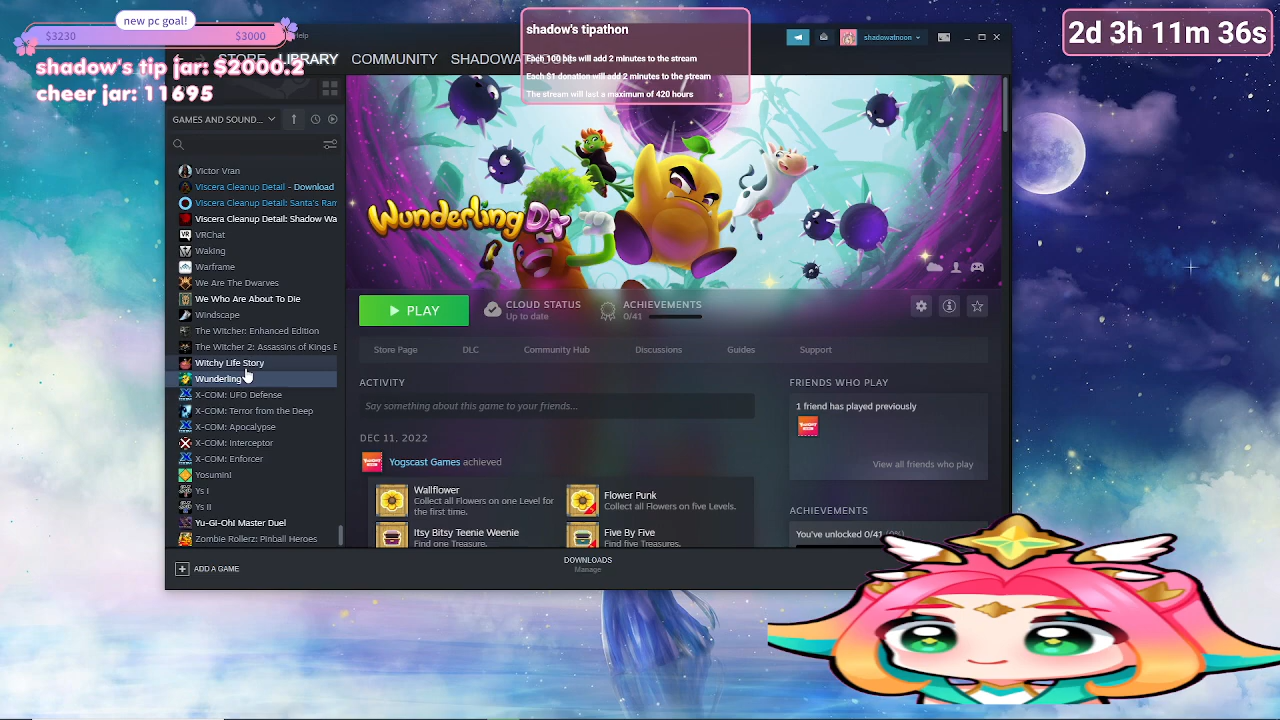 new pc goal!
$3230
$3000
shadow's tip jar: $2000.2
cheer jar: 11695
shadow's tipathon
Each 100 bits will add 2 minutes to the stream
Each $1 donation will add 2 minutes to the stream
The stream will last a maximum of 420 hours
2d 3h 11m 36s
Help
STORE
LIBRARY
COMMUNITY
shadowatnoon
GAMES AND SOUND...
Victor Vran
Viscera Cleanup Detail - Download
Viscera Cleanup Detail: Santa's Ram
Viscera Cleanup Detail: Shadow Wa
VRChat
Waking
Warframe
We Are The Dwarves
We Who Are About To Die
Windscape
The Witcher: Enhanced Edition
The Witcher 2: Assassins of Kings E
Witchy Life Story
Wunderling
X-COM: UFO Defense
X-COM: Terror from the Deep
X-COM: Apocalypse
X-COM: Interceptor
X-COM: Enforcer
Yosumin!
Ys I
Ys II
Yu-Gi-Oh! Master Duel
Zombie Rollerz: Pinball Heroes
ADD A GAME
Wunderling DX
PLAY
CLOUD STATUS
Up to date
ACHIEVEMENTS
0/41
Store Page
DLC
Community Hub
Discussions
Guides
Support
ACTIVITY
Say something about this game to your friends...
DEC 11, 2022
Yogscast Games achieved
Wallflower
Collect all Flowers on one Level for
the first time.
Flower Punk
Collect all Flowers on five Levels.
Itsy Bitsy Teenie Weenie
Find one Treasure.
Five By Five
Find five Treasures.
FRIENDS WHO PLAY
1 friend has played previously
View all friends who play
ACHIEVEMENTS
You've unlocked 0/41 (0%)
DOWNLOADS
Manage